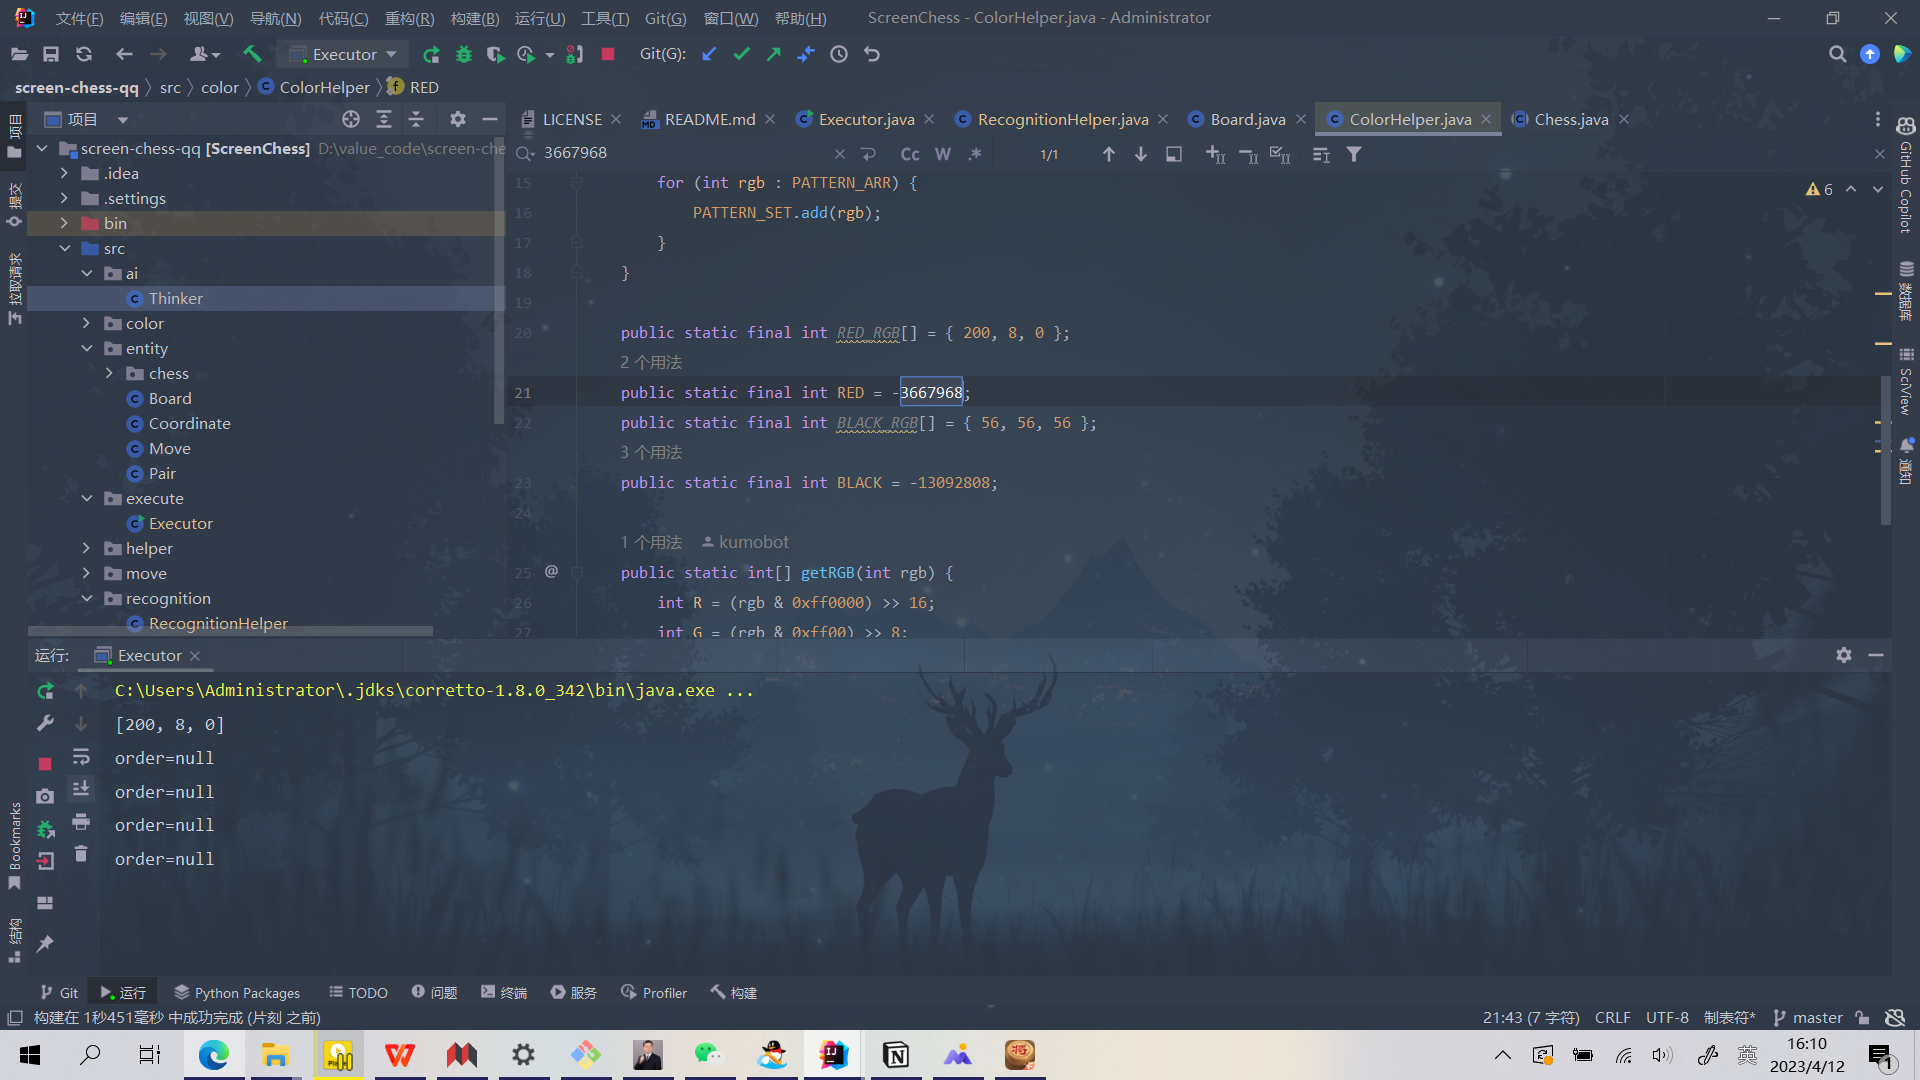 文件(F) 编辑(E) 视图(V) 导航(N) 代码(C) 重构(R) 构建(B) 运行(U) 工具(T) Git(G) 窗口(W) 帮助(H) ScreenChess - ColorHelper.java - Administrator
Executor Git(G):
screen-chess-qq src color ColorHelper RED
项目
LICENSE README.md Executor.java RecognitionHelper.java Board.java ColorHelper.java Chess.java
screen-chess-qq [ScreenChess] D:\value_code\screen-che
.idea
.settings
bin
src
ai
Thinker
color
entity
chess
Board
Coordinate
Move
Pair
execute
Executor
helper
move
recognition
RecognitionHelper
项目
提交
拉取请求
Bookmarks
结构
3667968 Cc W .* 1/1
6
15 for (int rgb : PATTERN_ARR) {
16 PATTERN_SET.add(rgb);
17 }
18 }
19
20 public static final int RED_RGB[] = { 200, 8, 0 };
2 个用法
21 public static final int RED = -3667968;
22 public static final int BLACK_RGB[] = { 56, 56, 56 };
3 个用法
23 public static final int BLACK = -13092808;
24
1 个用法 kumobot
25 @ public static int[] getRGB(int rgb) {
26 int R = (rgb & 0xff0000) >> 16;
27 int G = (rgb & 0xff00) >> 8;
GitHub Copilot
数据库
SciView
通知
运行: Executor
C:\Users\Administrator\.jdks\corretto-1.8.0_342\bin\java.exe ...
[200, 8, 0]
order=null
order=null
order=null
order=null
Git 运行 Python Packages TODO 问题 终端 服务 Profiler 构建
构建在 1秒451毫秒 中成功完成 (片刻 之前) 21:43 (7 字符) CRLF UTF-8 制表符* master
英 16:10
2023/4/12
1